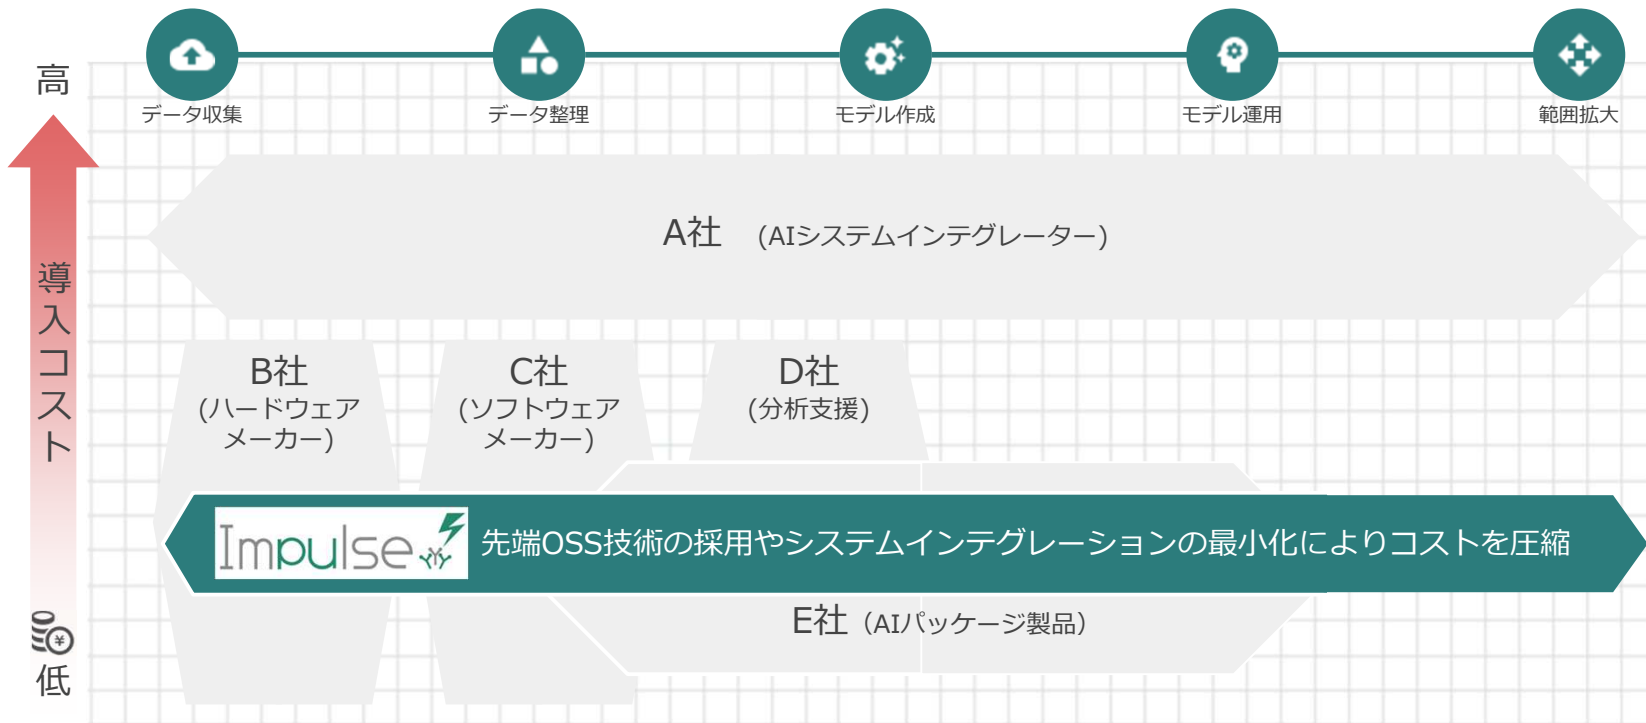 データ収集
データ整理
モデル作成
モデル運用
範囲拡大
高
導入コスト
低
A社 (AIシステムインテグレーター)
B社
(ハードウェア
メーカー)
C社
(ソフトウェア
メーカー)
D社
(分析支援)
Impulse 先端OSS技術の採用やシステムインテグレーションの最小化によりコストを圧縮
E社（AIパッケージ製品）
¥